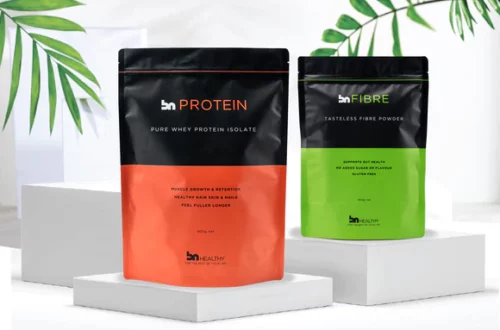 bn PROTEIN
PURE WHEY PROTEIN ISOLATE
MUSCLE GROWTH & RETENTION
HEALTHY HAIR SKIN & NAILS
FEEL FULLER LONGER
bn HEALTHY
bn FIBRE
TASTELESS FIBRE POWDER
SUPPORTS GUT HEALTH
NO ADDED SUGAR OR FLAVOUR
GLUTEN FREE
bn HEALTHY